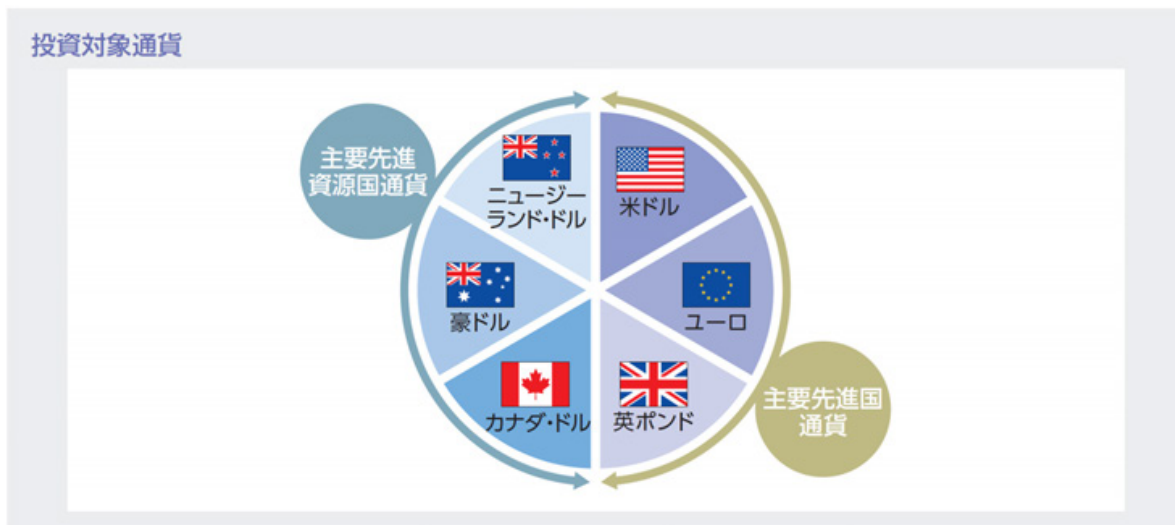 投資対象通貨
主要先進
資源国通貨
ニュージー
ランド・ドル
米ドル
豪ドル
ユーロ
カナダ・ドル
英ポンド
主要先進国
通貨